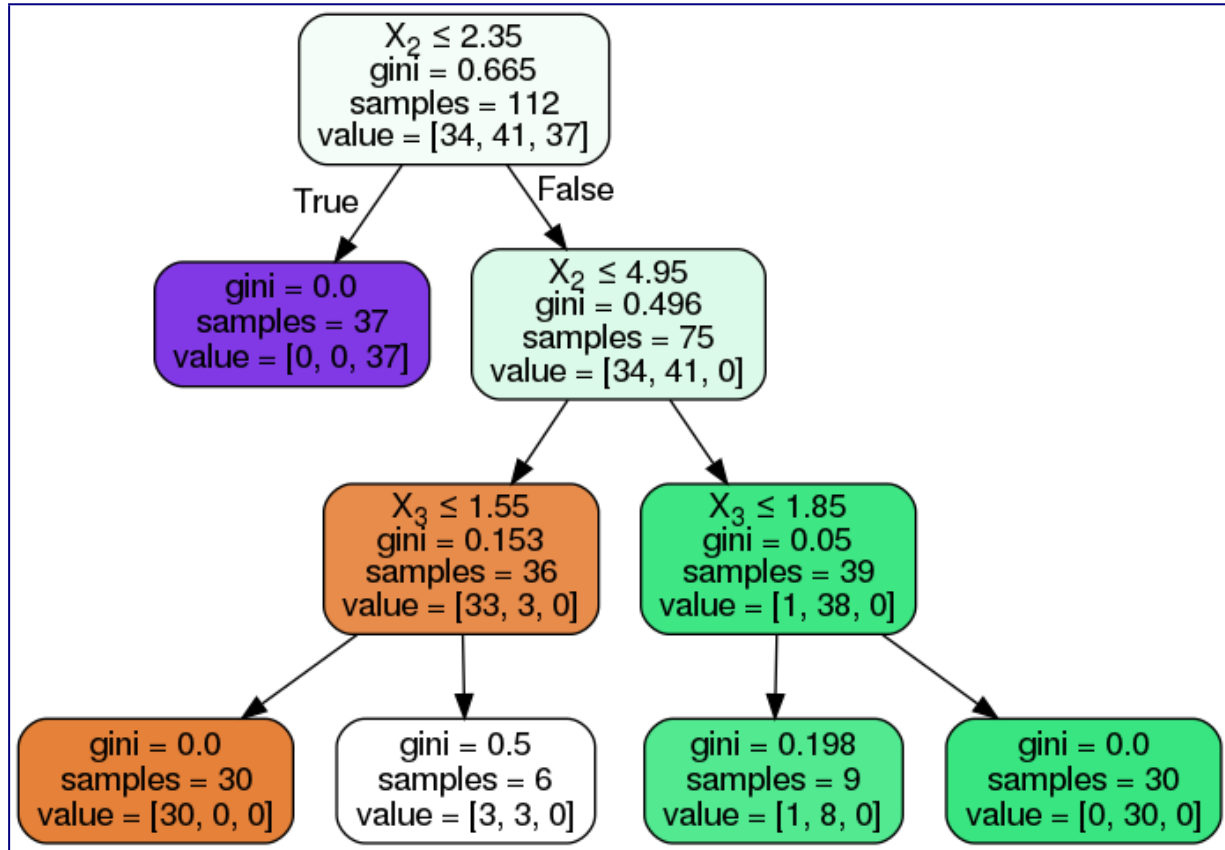 X₂ ≤ 2.35
gini = 0.665
samples = 112
value = [34, 41, 37]
True
False
gini = 0.0
samples = 37
value = [0, 0, 37]
X₂ ≤ 4.95
gini = 0.496
samples = 75
value = [34, 41, 0]
X₃ ≤ 1.55
gini = 0.153
samples = 36
value = [33, 3, 0]
X₃ ≤ 1.85
gini = 0.05
samples = 39
value = [1, 38, 0]
gini = 0.0
samples = 30
value = [30, 0, 0]
gini = 0.5
samples = 6
value = [3, 3, 0]
gini = 0.198
samples = 9
value = [1, 8, 0]
gini = 0.0
samples = 30
value = [0, 30, 0]